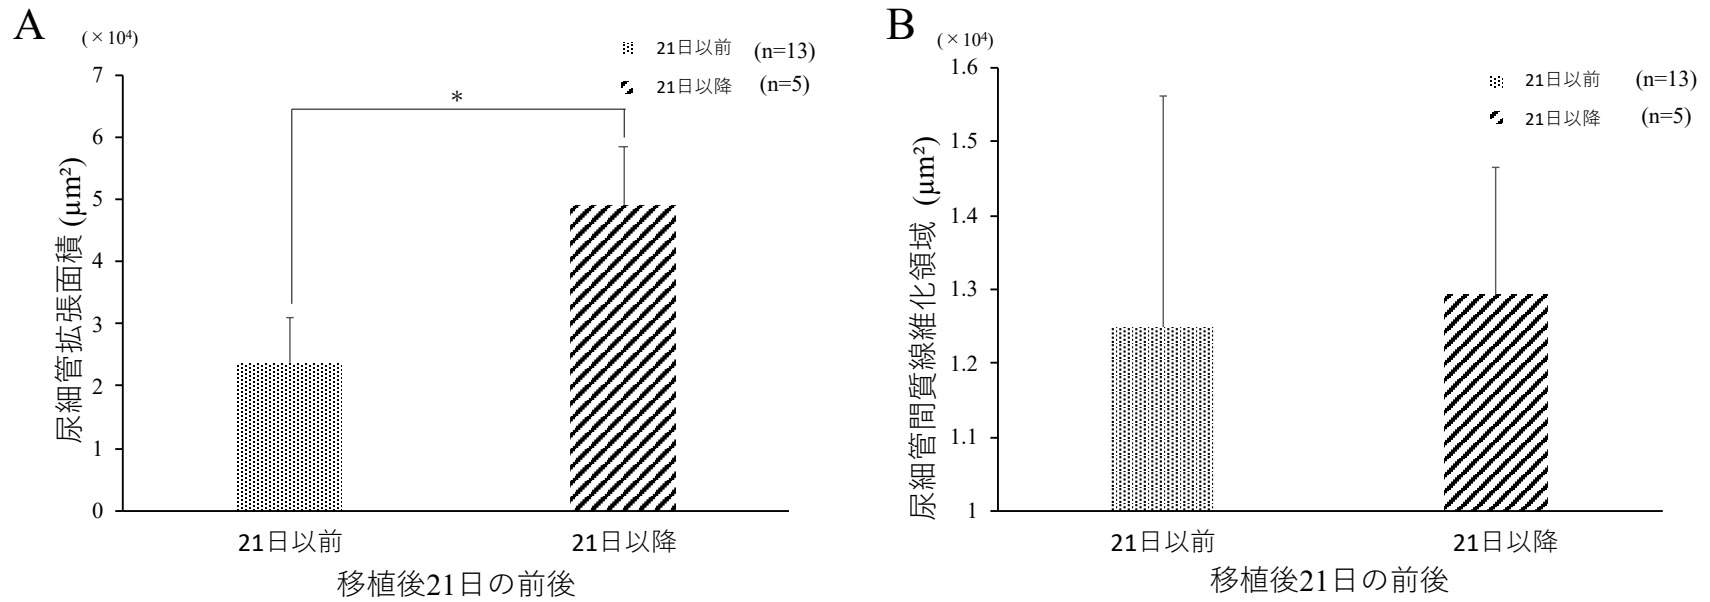 A
(×10⁴)
21日以前 (n=13)
21日以降 (n=5)
7
6
5
4
3
2
1
0
*
尿細管拡張面積 (μm²)
21日以前
21日以降
移植後21日の前後
B
(×10⁴)
21日以前 (n=13)
21日以降 (n=5)
1.6
1.5
1.4
1.3
1.2
1.1
1
尿細管間質線維化領域 (μm²)
21日以前
21日以降
移植後21日の前後